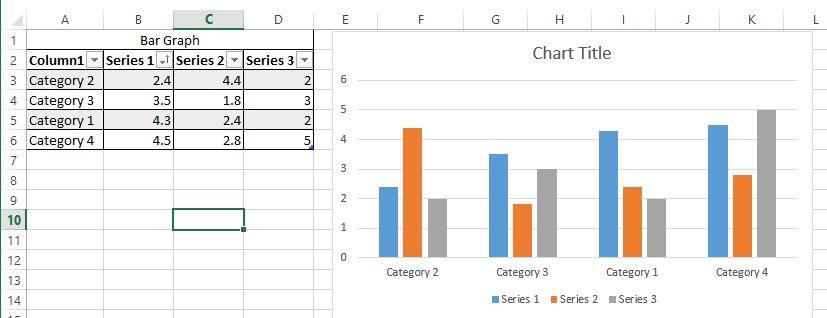 A B C D E F G H I J K L
1 Bar Graph
2 Column1 Series 1 Series 2 Series 3
3 Category 2 2.4 4.4 2
4 Category 3 3.5 1.8 3
5 Category 1 4.3 2.4 2
6 Category 4 4.5 2.8 5
7
8
9
10
11
12
13
14
Chart Title
6
5
4
3
2
1
0
Category 2 Category 3 Category 1 Category 4
Series 1 Series 2 Series 3